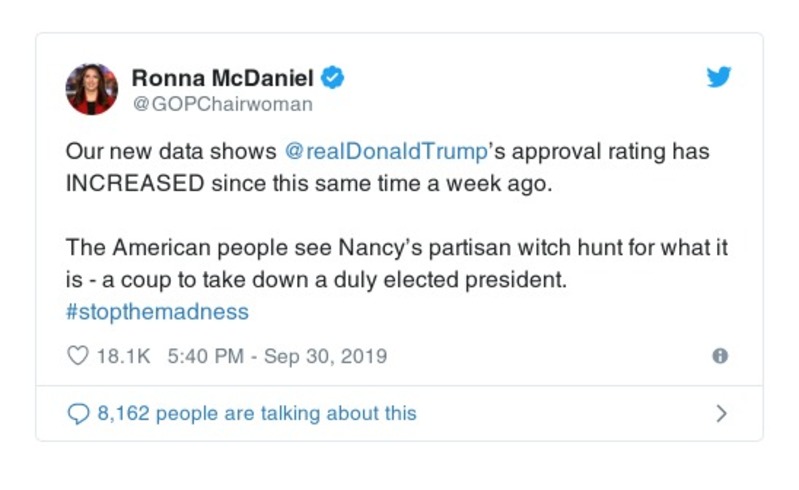 Ronna McDaniel
@GOPChairwoman
Our new data shows @realDonaldTrump's approval rating has
INCREASED since this same time a week ago.
The American people see Nancy's partisan witch hunt for what it
is - a coup to take down a duly elected president.
#stopthemadness
18.1K 5:40 PM - Sep 30, 2019
8,162 people are talking about this